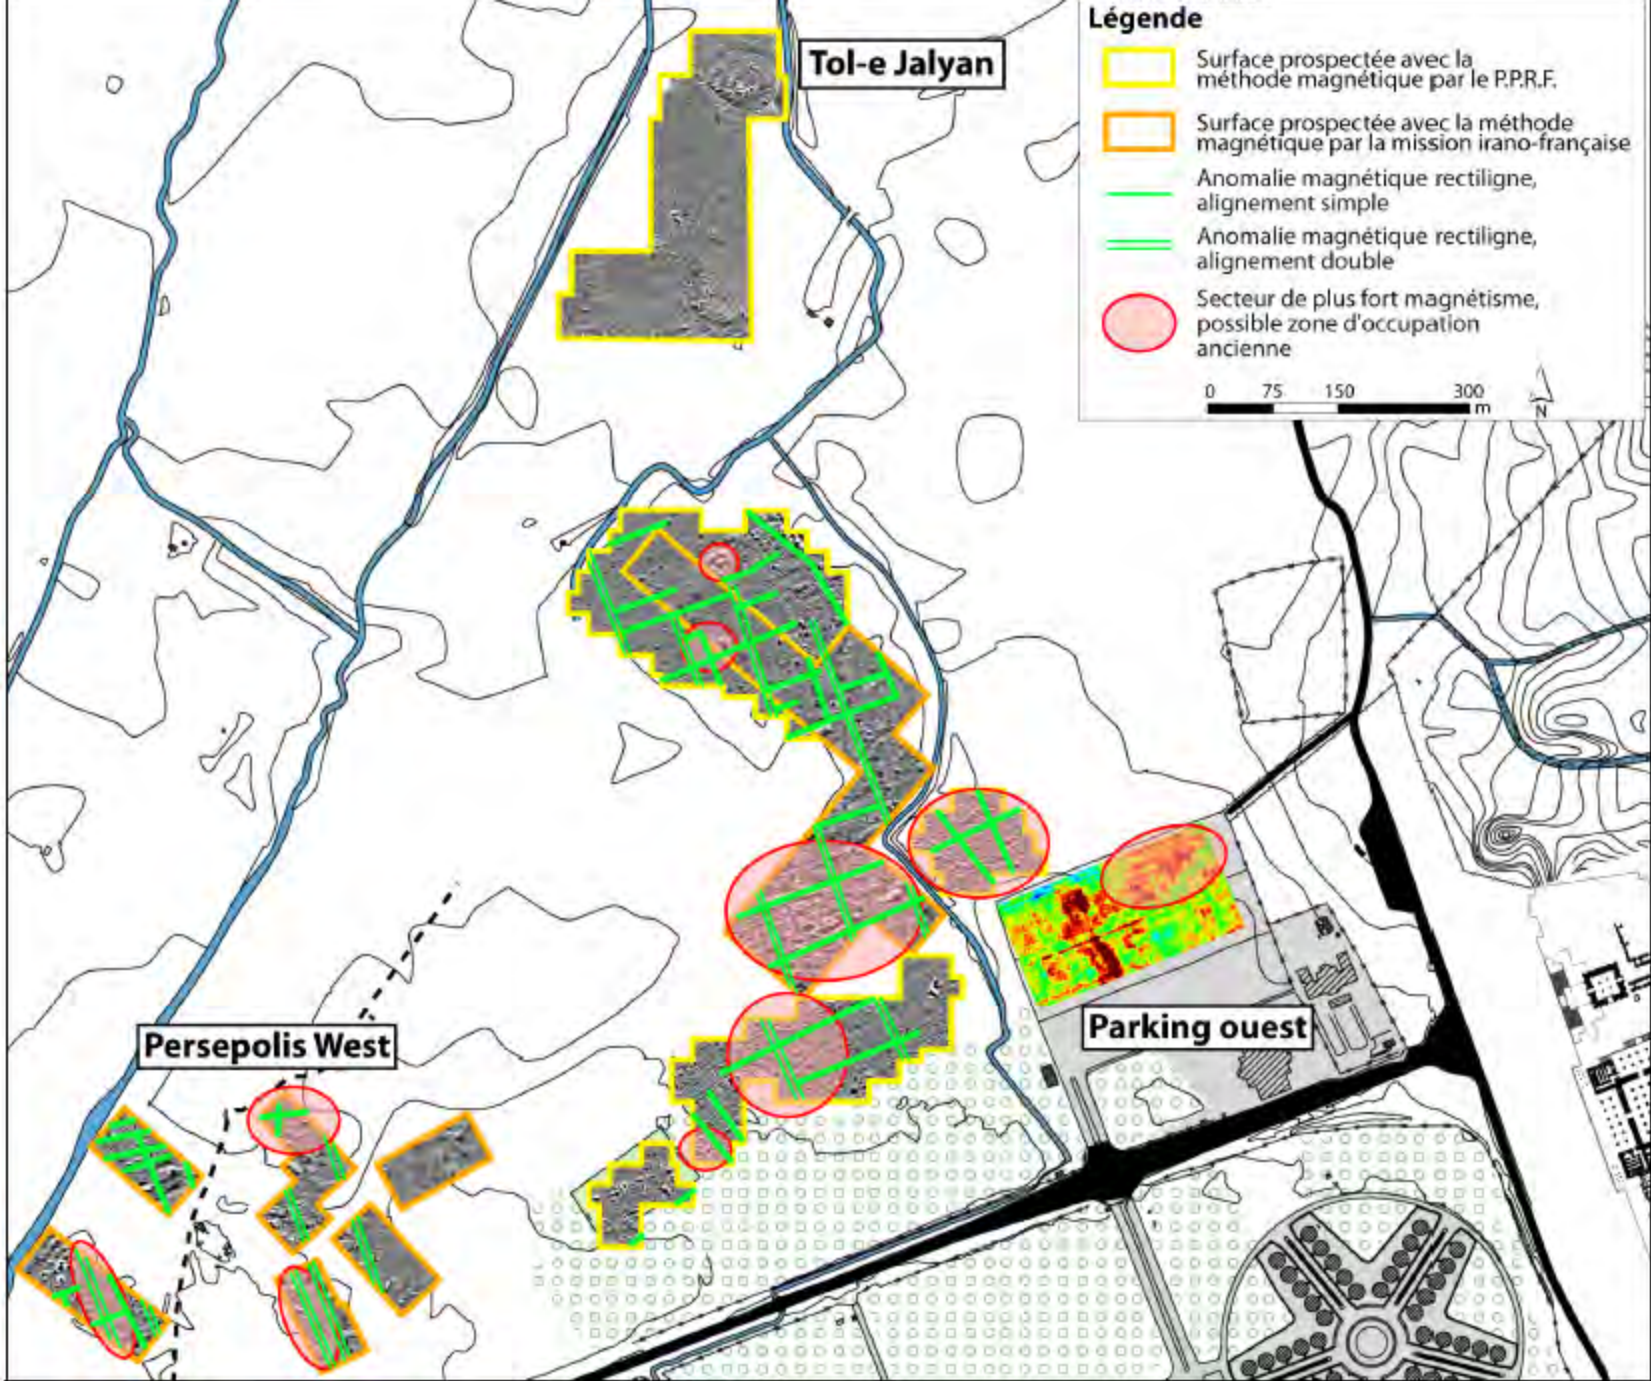 Légende
Surface prospectée avec la
méthode magnétique par le P.P.R.F.
Surface prospectée avec la méthode
magnétique par la mission irano-française
Anomalie magnétique rectiligne,
alignement simple
Anomalie magnétique rectiligne,
alignement double
Secteur de plus fort magnétisme,
possible zone d'occupation
ancienne
0 75 150 300
m
N
Tol-e Jalyan
Persepolis West
Parking ouest